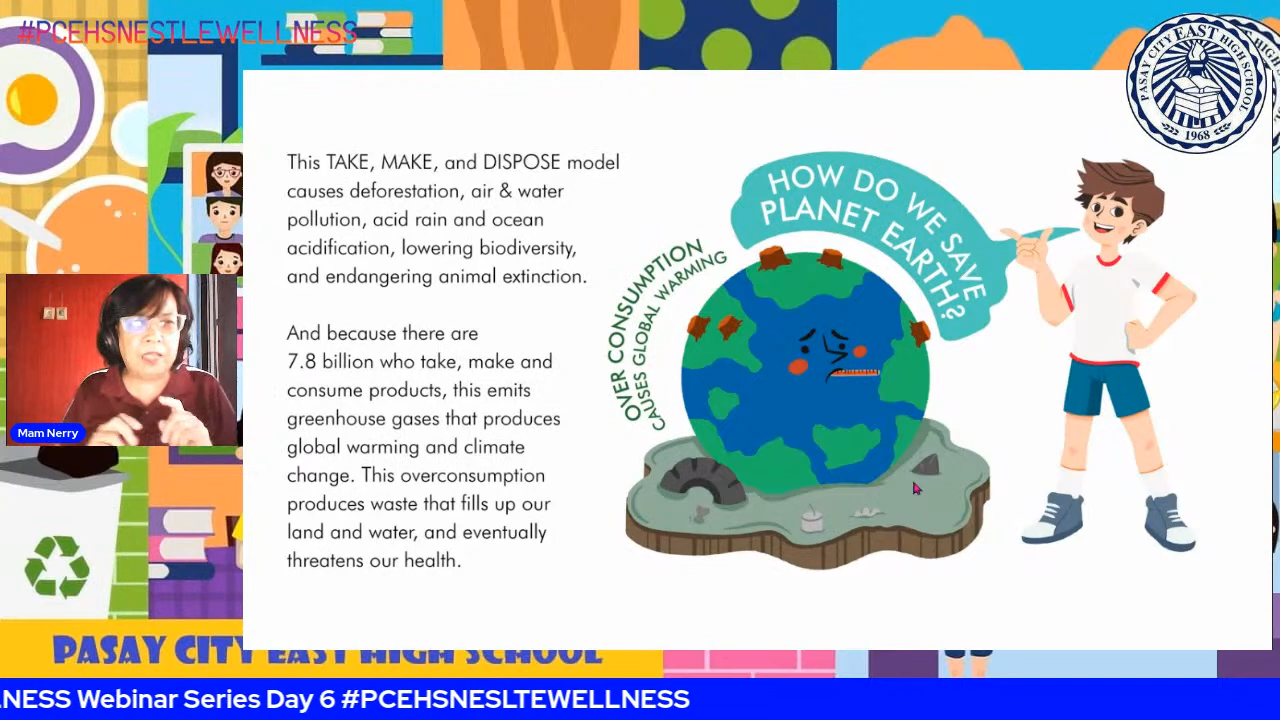 #PCEHSNESTLEWELLNESS
PASAY CITY EAST HIGH SCHOOL
1968
This TAKE, MAKE, and DISPOSE model
causes deforestation, air & water
pollution, acid rain and ocean
acidification, lowering biodiversity,
and endangering animal extinction.
And because there are
7.8 billion who take, make and
consume products, this emits
greenhouse gases that produces
global warming and climate
change. This overconsumption
produces waste that fills up our
land and water, and eventually
threatens our health.
OVER CONSUMPTION
CAUSES GLOBAL WARMING
HOW DO WE SAVE
PLANET EARTH?
Mam Nerry
PASAY CITY EAST HIGH SCHOOL
LNESS Webinar Series Day 6 #PCEHSNESLTEWELLNESS